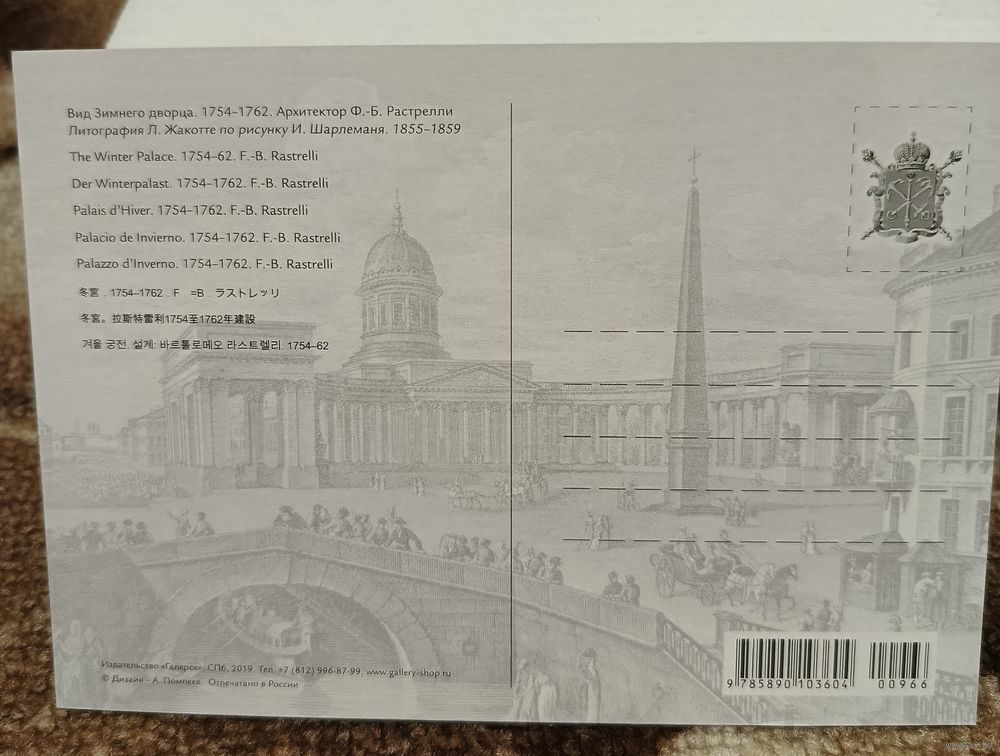 Вид Зимнего дворца. 1754–1762. Архитектор Ф.-Б. Растрелли
Литография Л. Жакотте по рисунку И. Шарлеманя. 1855–1859
The Winter Palace. 1754–62. F.-B. Rastrelli
Der Winterpalast. 1754–1762. F.-B. Rastrelli
Palais d'Hiver. 1754–1762. F.-B. Rastrelli
Palacio de Invierno. 1754–1762. F.-B. Rastrelli
Palazzo d'Inverno. 1754–1762. F.-B. Rastrelli
冬宮 . 1754–1762 . F . =B . ラストレッリ
冬宮。拉斯特雷利1754至1762年建設
겨울 궁전. 설계: 바르톨로메오 라스트렐리. 1754–62
Издательство «Галерея», СПб, 2019. Тел. +7 (812) 996-87-99, www.gallery-shop.ru
© Дизайн – А. Помпеев. Отпечатано в России
9 785890 103604 00966